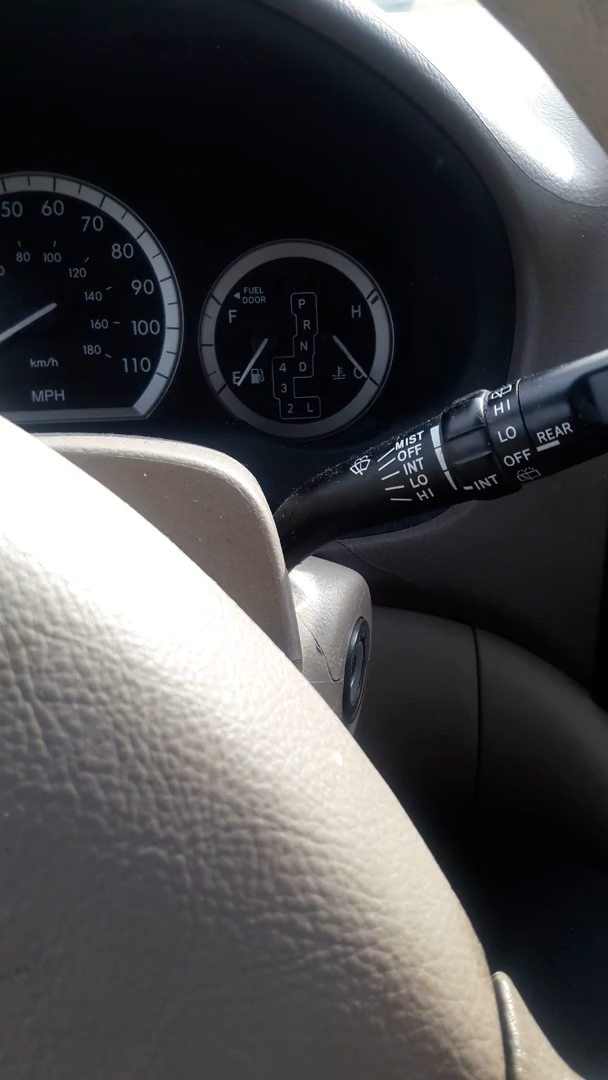 50 60 70 80 90 100 110
80 100 120 140 160 180
km/h
MPH
◀ FUEL
DOOR
F
H
E
C
P
R
N
4 D
3
2 L
MIST
OFF
INT
LO
HI
HI
LO
OFF
INT
REAR